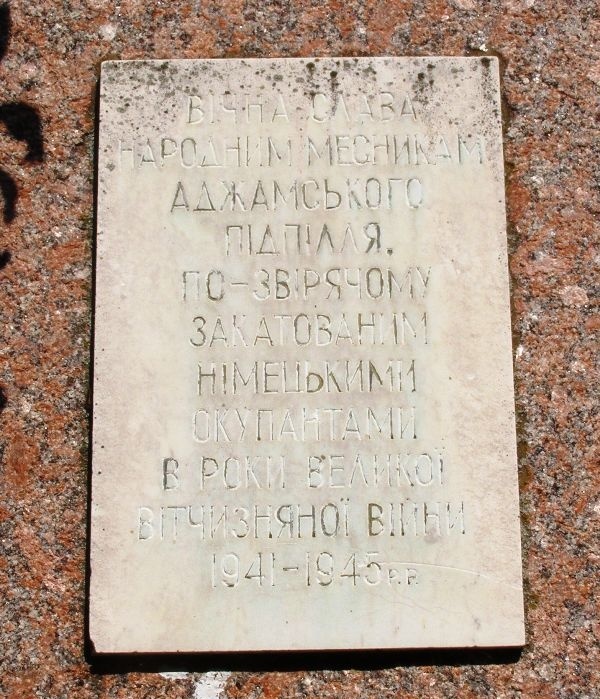 ВІЧНА СЛАВА
НАРОДНИМ МЕСНИКАМ
АДЖАМСЬКОГО
ПІДПІЛЛЯ,
ПО-ЗВІРЯЧОМУ
ЗАКАТОВАНИМ
НІМЕЦЬКИМИ
ОКУПАНТАМИ
В РОКИ ВЕЛИКОЇ
ВІТЧИЗНЯНОЇ ВІЙНИ
1941-1945 Р.Р.